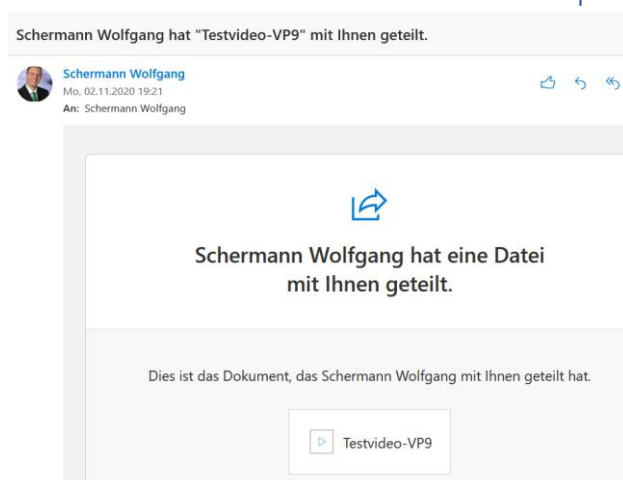 Schermann Wolfgang hat "Testvideo-VP9" mit Ihnen geteilt.
Schermann Wolfgang
Mo, 02.11.2020 19:21
An: Schermann Wolfgang
Schermann Wolfgang hat eine Datei
mit Ihnen geteilt.
Dies ist das Dokument, das Schermann Wolfgang mit Ihnen geteilt hat.
Testvideo-VP9